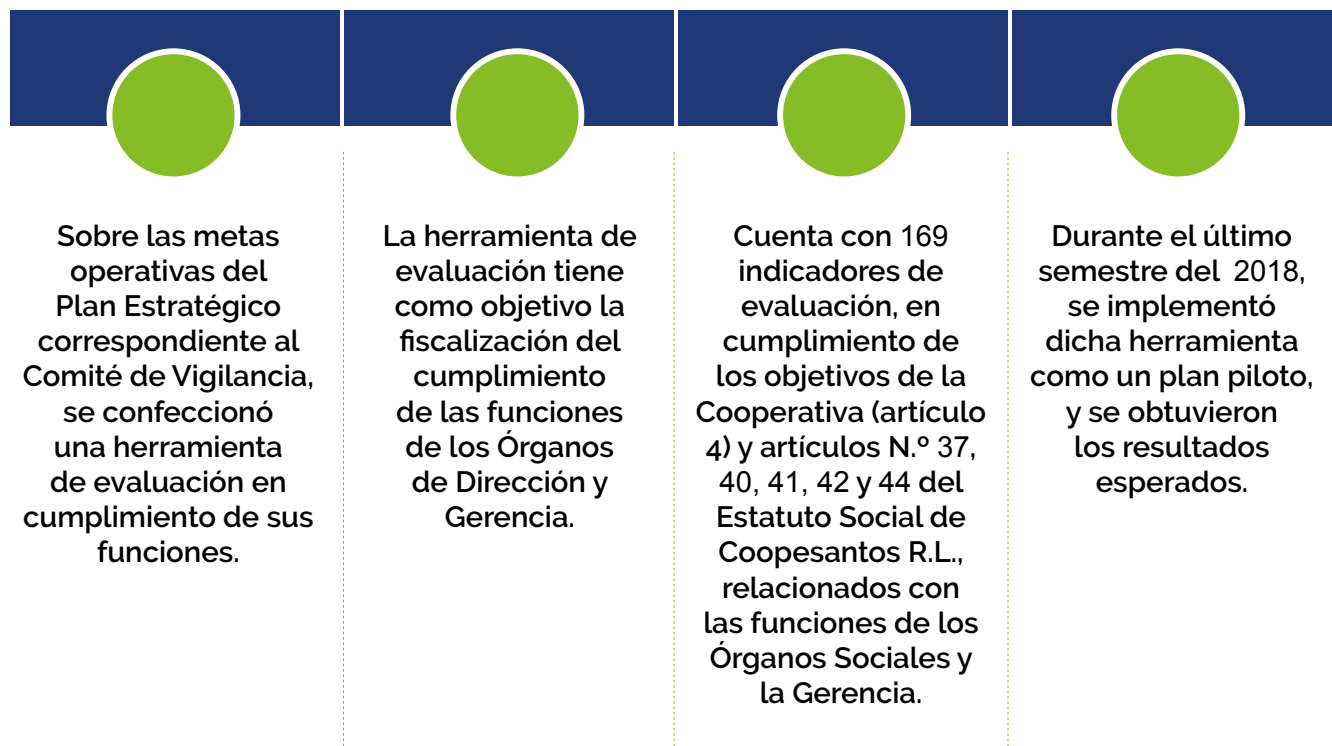 Sobre las metas
operativas del
Plan Estratégico
correspondiente al
Comité de Vigilancia,
se confeccionó
una herramienta
de evaluación en
cumplimiento de sus
funciones.
La herramienta de
evaluación tiene
como objetivo la
fiscalización del
cumplimiento
de las funciones
de los Órganos
de Dirección y
Gerencia.
Cuenta con 169
indicadores de
evaluación, en
cumplimiento de
los objetivos de la
Cooperativa (artículo
4) y artículos N.º 37,
40, 41, 42 y 44 del
Estatuto Social de
Coopesantos R.L.,
relacionados con
las funciones de los
Órganos Sociales y
la Gerencia.
Durante el último
semestre del 2018,
se implementó
dicha herramienta
como un plan piloto,
y se obtuvieron
los resultados
esperados.